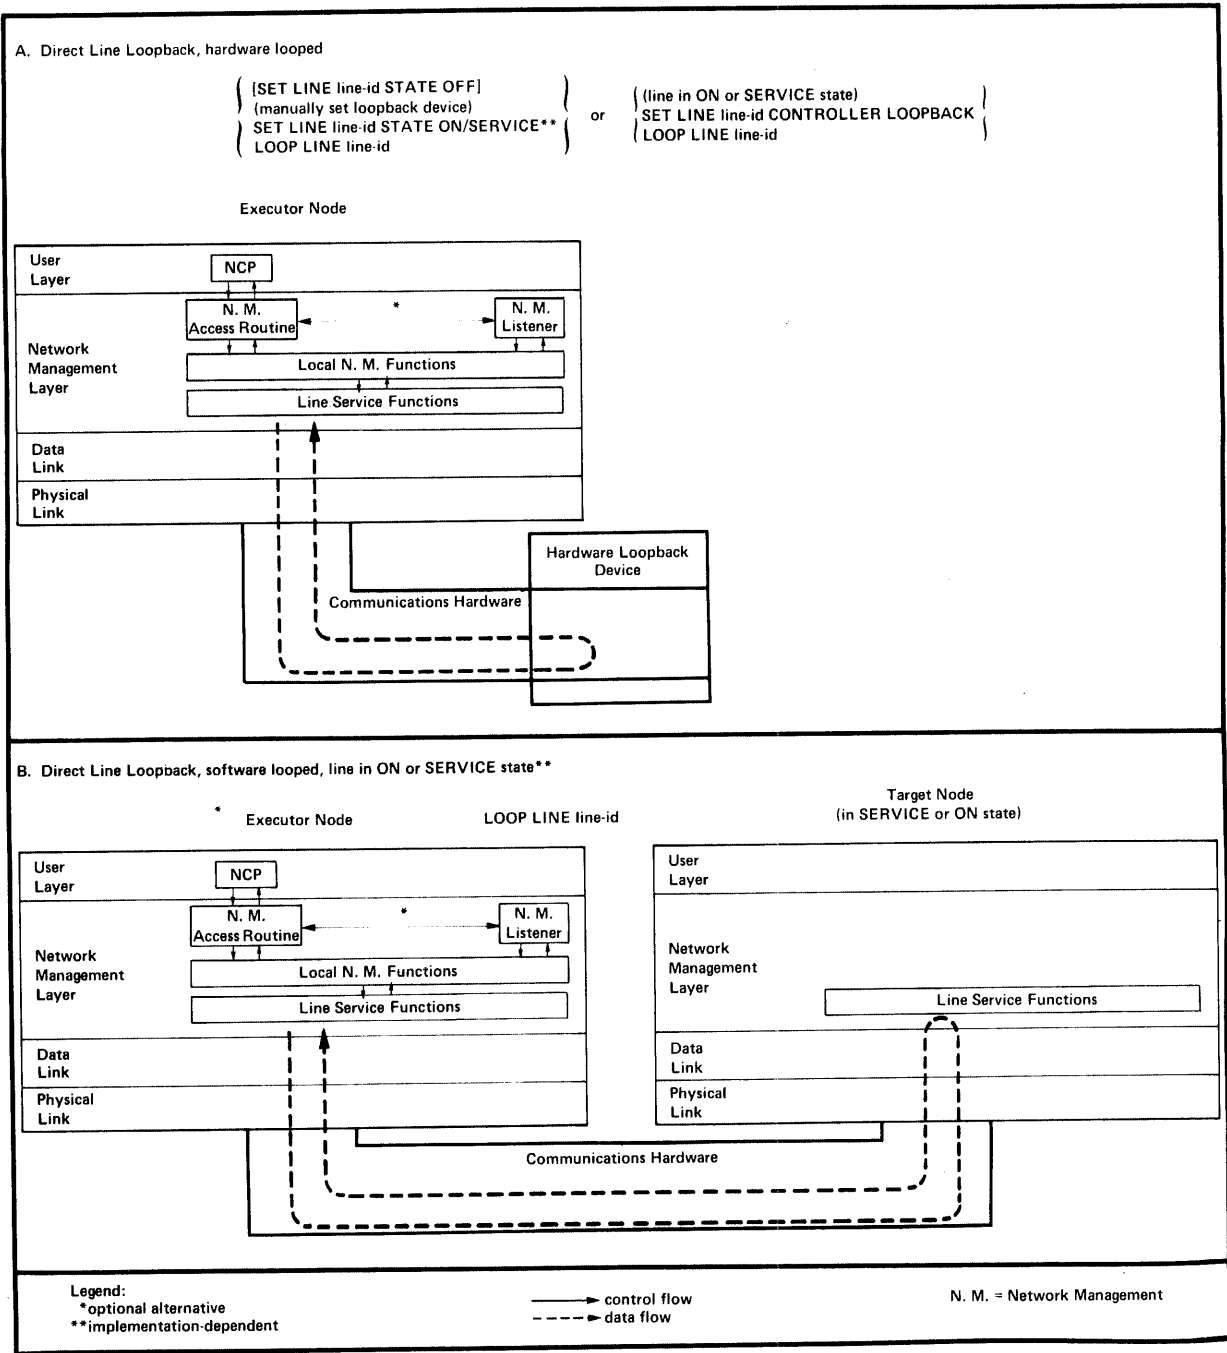 A. Direct Line Loopback, hardware looped
[SET LINE line-id STATE OFF]
(manually set loopback device)
SET LINE line-id STATE ON/SERVICE**
LOOP LINE line-id
or
(line in ON or SERVICE state)
SET LINE line-id CONTROLLER LOOPBACK
LOOP LINE line-id
Executor Node
User
Layer
NCP
N. M.
Access Routine
*
N. M.
Listener
Network
Management
Layer
Local N. M. Functions
Line Service Functions
Data
Link
Physical
Link
Hardware Loopback
Device
Communications Hardware
B. Direct Line Loopback, software looped, line in ON or SERVICE state**
*
Executor Node
LOOP LINE line-id
Target Node
(in SERVICE or ON state)
User
Layer
NCP
N. M.
Access Routine
*
N. M.
Listener
Network
Management
Layer
Local N. M. Functions
Line Service Functions
Data
Link
Physical
Link
User
Layer
Network
Management
Layer
Line Service Functions
Data
Link
Physical
Link
Communications Hardware
Legend:
*optional alternative
**implementation-dependent
control flow
data flow
N. M. = Network Management